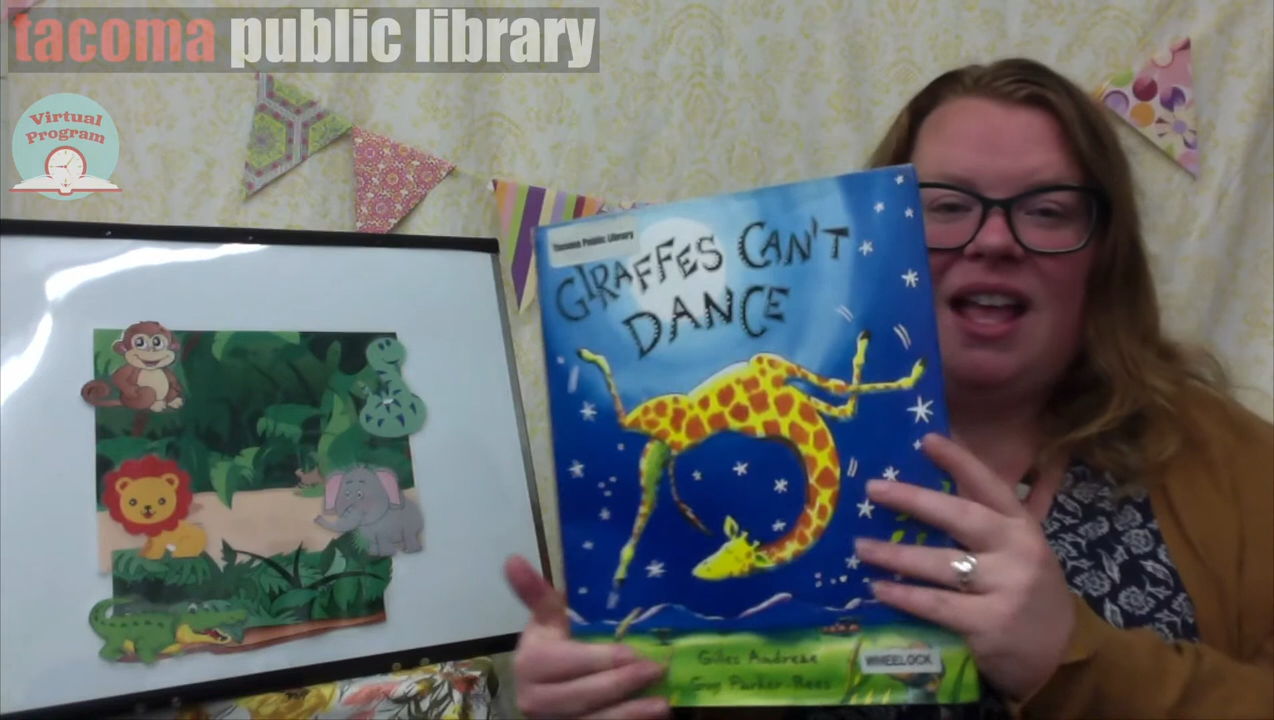 tacoma public library
Virtual
Program
Tacoma Public Library
GIRAFFES CAN'T
DANCE
Giles Andreae
Guy Parker-Rees
WHEELOCK